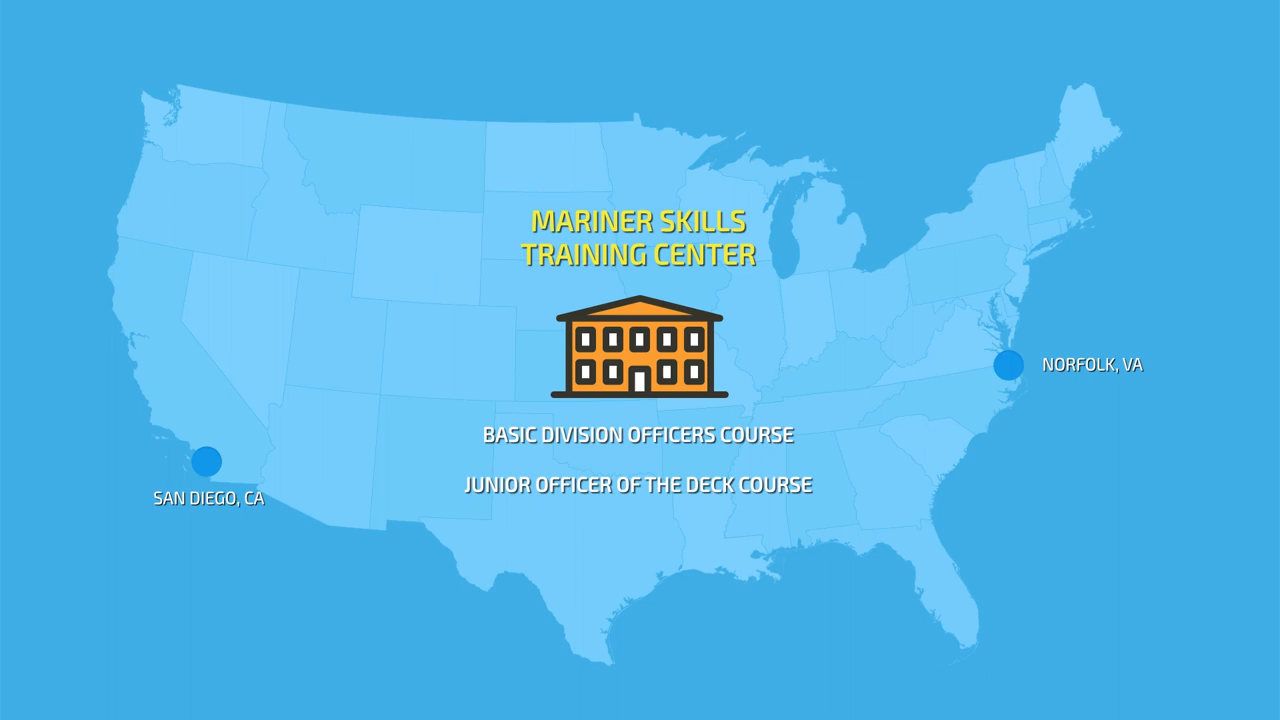 MARINER SKILLS
TRAINING CENTER
NORFOLK, VA
BASIC DIVISION OFFICERS COURSE
JUNIOR OFFICER OF THE DECK COURSE
SAN DIEGO, CA